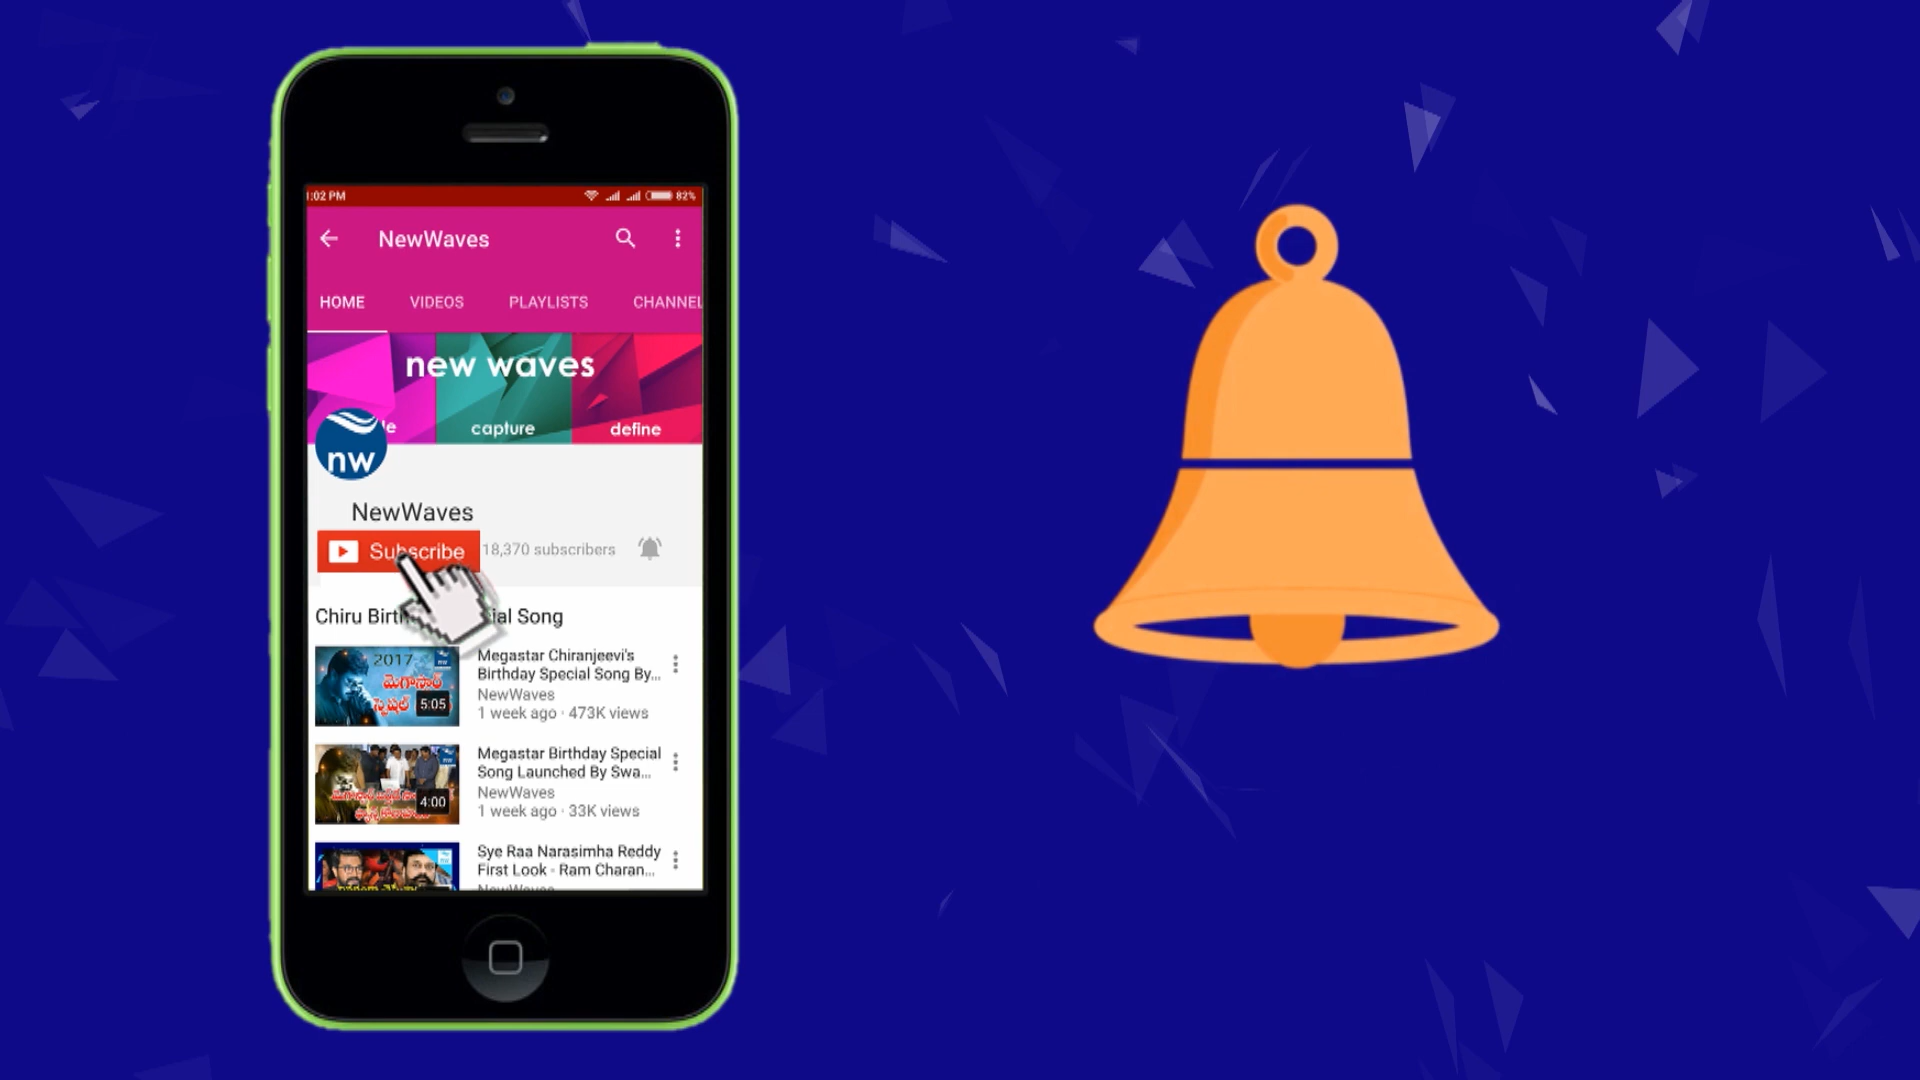 1:02 PM 82%
NewWaves
HOME VIDEOS PLAYLISTS CHANNEL
new waves
le capture define
nw
NewWaves
Subscribe 18,370 subscribers
Chiru Birth ial Song
2017
మెగాస్టార్
స్పెషల్
5:05
Megastar Chiranjeevi's
Birthday Special Song By...
NewWaves
1 week ago · 473K views
4:00
Megastar Birthday Special
Song Launched By Swa...
NewWaves
1 week ago · 33K views
Sye Raa Narasimha Reddy
First Look - Ram Charan...
NewWaves